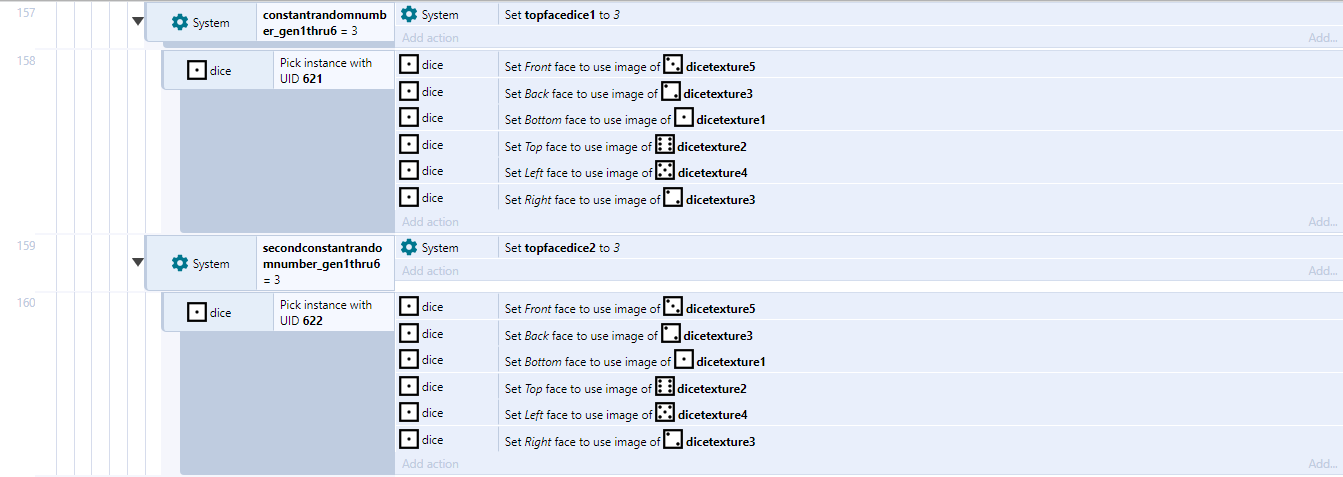 157
System
constantrandomnumb
er_gen1thru6 = 3
System
Set topfacedice1 to 3
Add action
Add...
158
dice
Pick instance with
UID 621
dice
Set Front face to use image of dicetexture5
dice
Set Back face to use image of dicetexture3
dice
Set Bottom face to use image of dicetexture1
dice
Set Top face to use image of dicetexture2
dice
Set Left face to use image of dicetexture4
dice
Set Right face to use image of dicetexture3
Add action
Add...
159
System
secondconstantrando
mnumber_gen1thru6
= 3
System
Set topfacedice2 to 3
Add action
Add...
160
dice
Pick instance with
UID 622
dice
Set Front face to use image of dicetexture5
dice
Set Back face to use image of dicetexture3
dice
Set Bottom face to use image of dicetexture1
dice
Set Top face to use image of dicetexture2
dice
Set Left face to use image of dicetexture4
dice
Set Right face to use image of dicetexture3
Add action
Add...